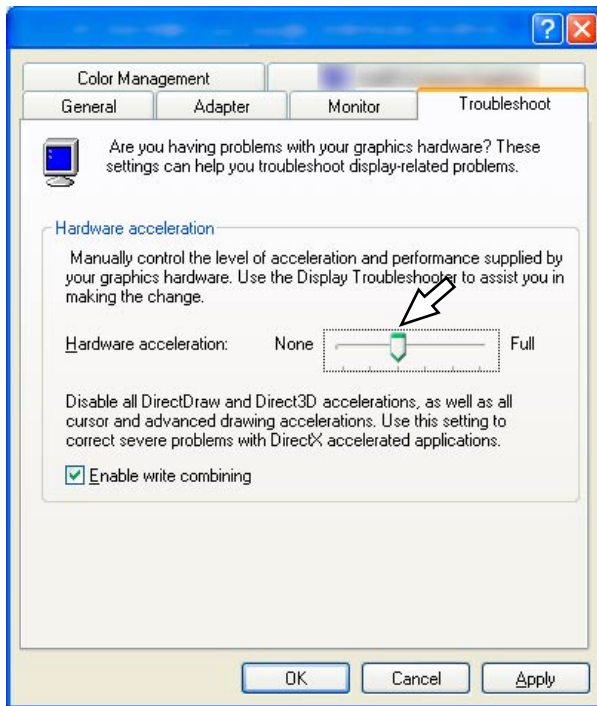 Color Management
General Adapter Monitor Troubleshoot
Are you having problems with your graphics hardware? These
settings can help you troubleshoot display-related problems.
Hardware acceleration
Manually control the level of acceleration and performance supplied by
your graphics hardware. Use the Display Troubleshooter to assist you in
making the change.
Hardware acceleration: None Full
Disable all DirectDraw and Direct3D accelerations, as well as all
cursor and advanced drawing accelerations. Use this setting to
correct severe problems with DirectX accelerated applications.
Enable write combining
OK Cancel Apply